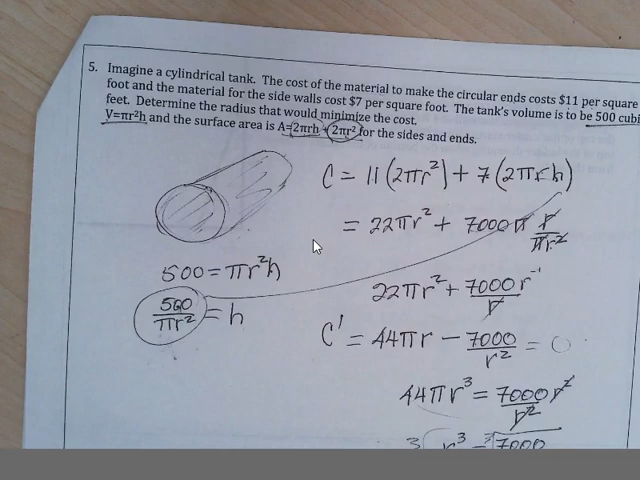 5. Imagine a cylindrical tank. The cost of the material to make the circular ends costs $11 per square
foot and the material for the side walls cost $7 per square foot. The tank's volume is to be 500 cubi
feet. Determine the radius that would minimize the cost.
V=πr²h and the surface area is A=2πrh + 2πr² for the sides and ends.
C = 11(2πr²) + 7(2πrh)
= 22πr² + 7000π r/πr²
500 = πr²h
500/πr² = h
22πr² + 7000r⁻¹/r
C' = 44πr - 7000/r² = 0
44πr³ = 7000r²/r²
3 r³ = ³√7000